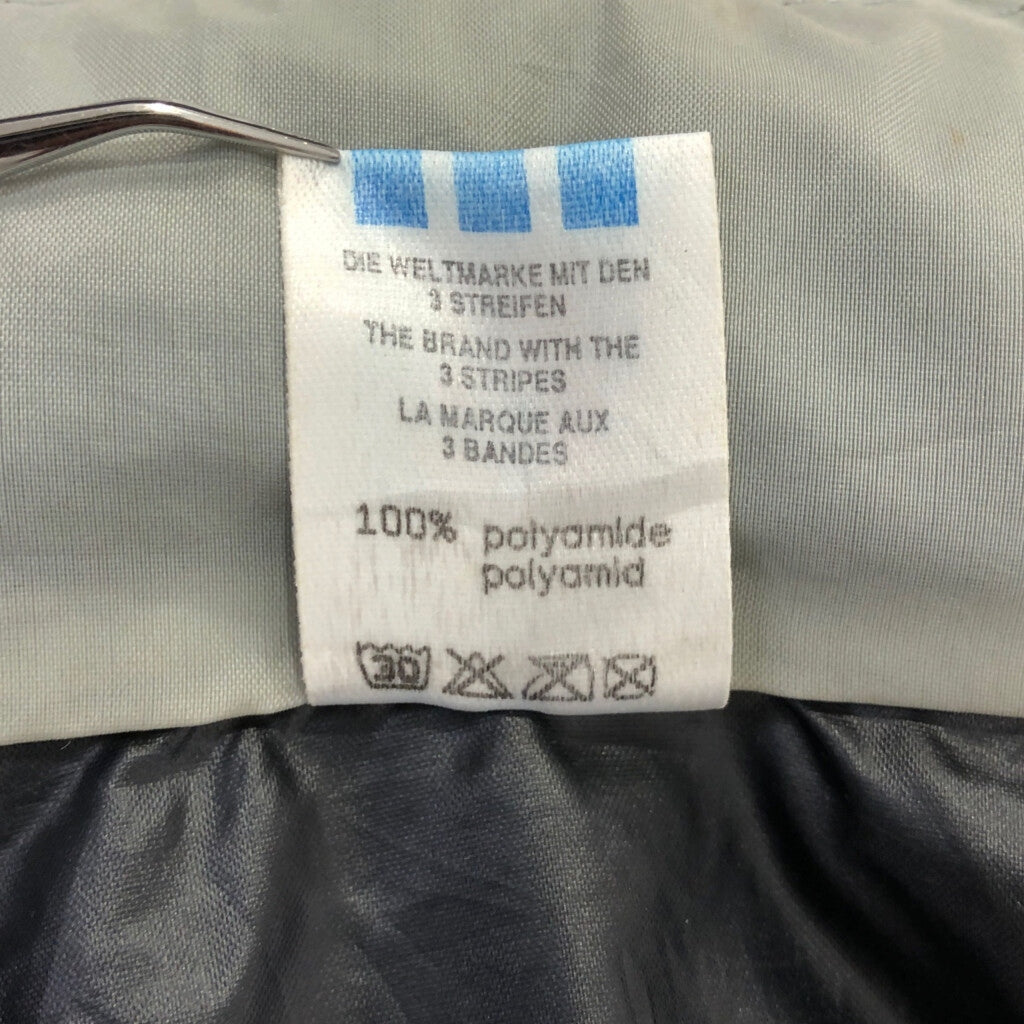 DIE WELTMARKE MIT DEN
3 STREIFEN
THE BRAND WITH THE
3 STRIPES
LA MARQUE AUX
3 BANDES
100% polyamide
polyamid
30